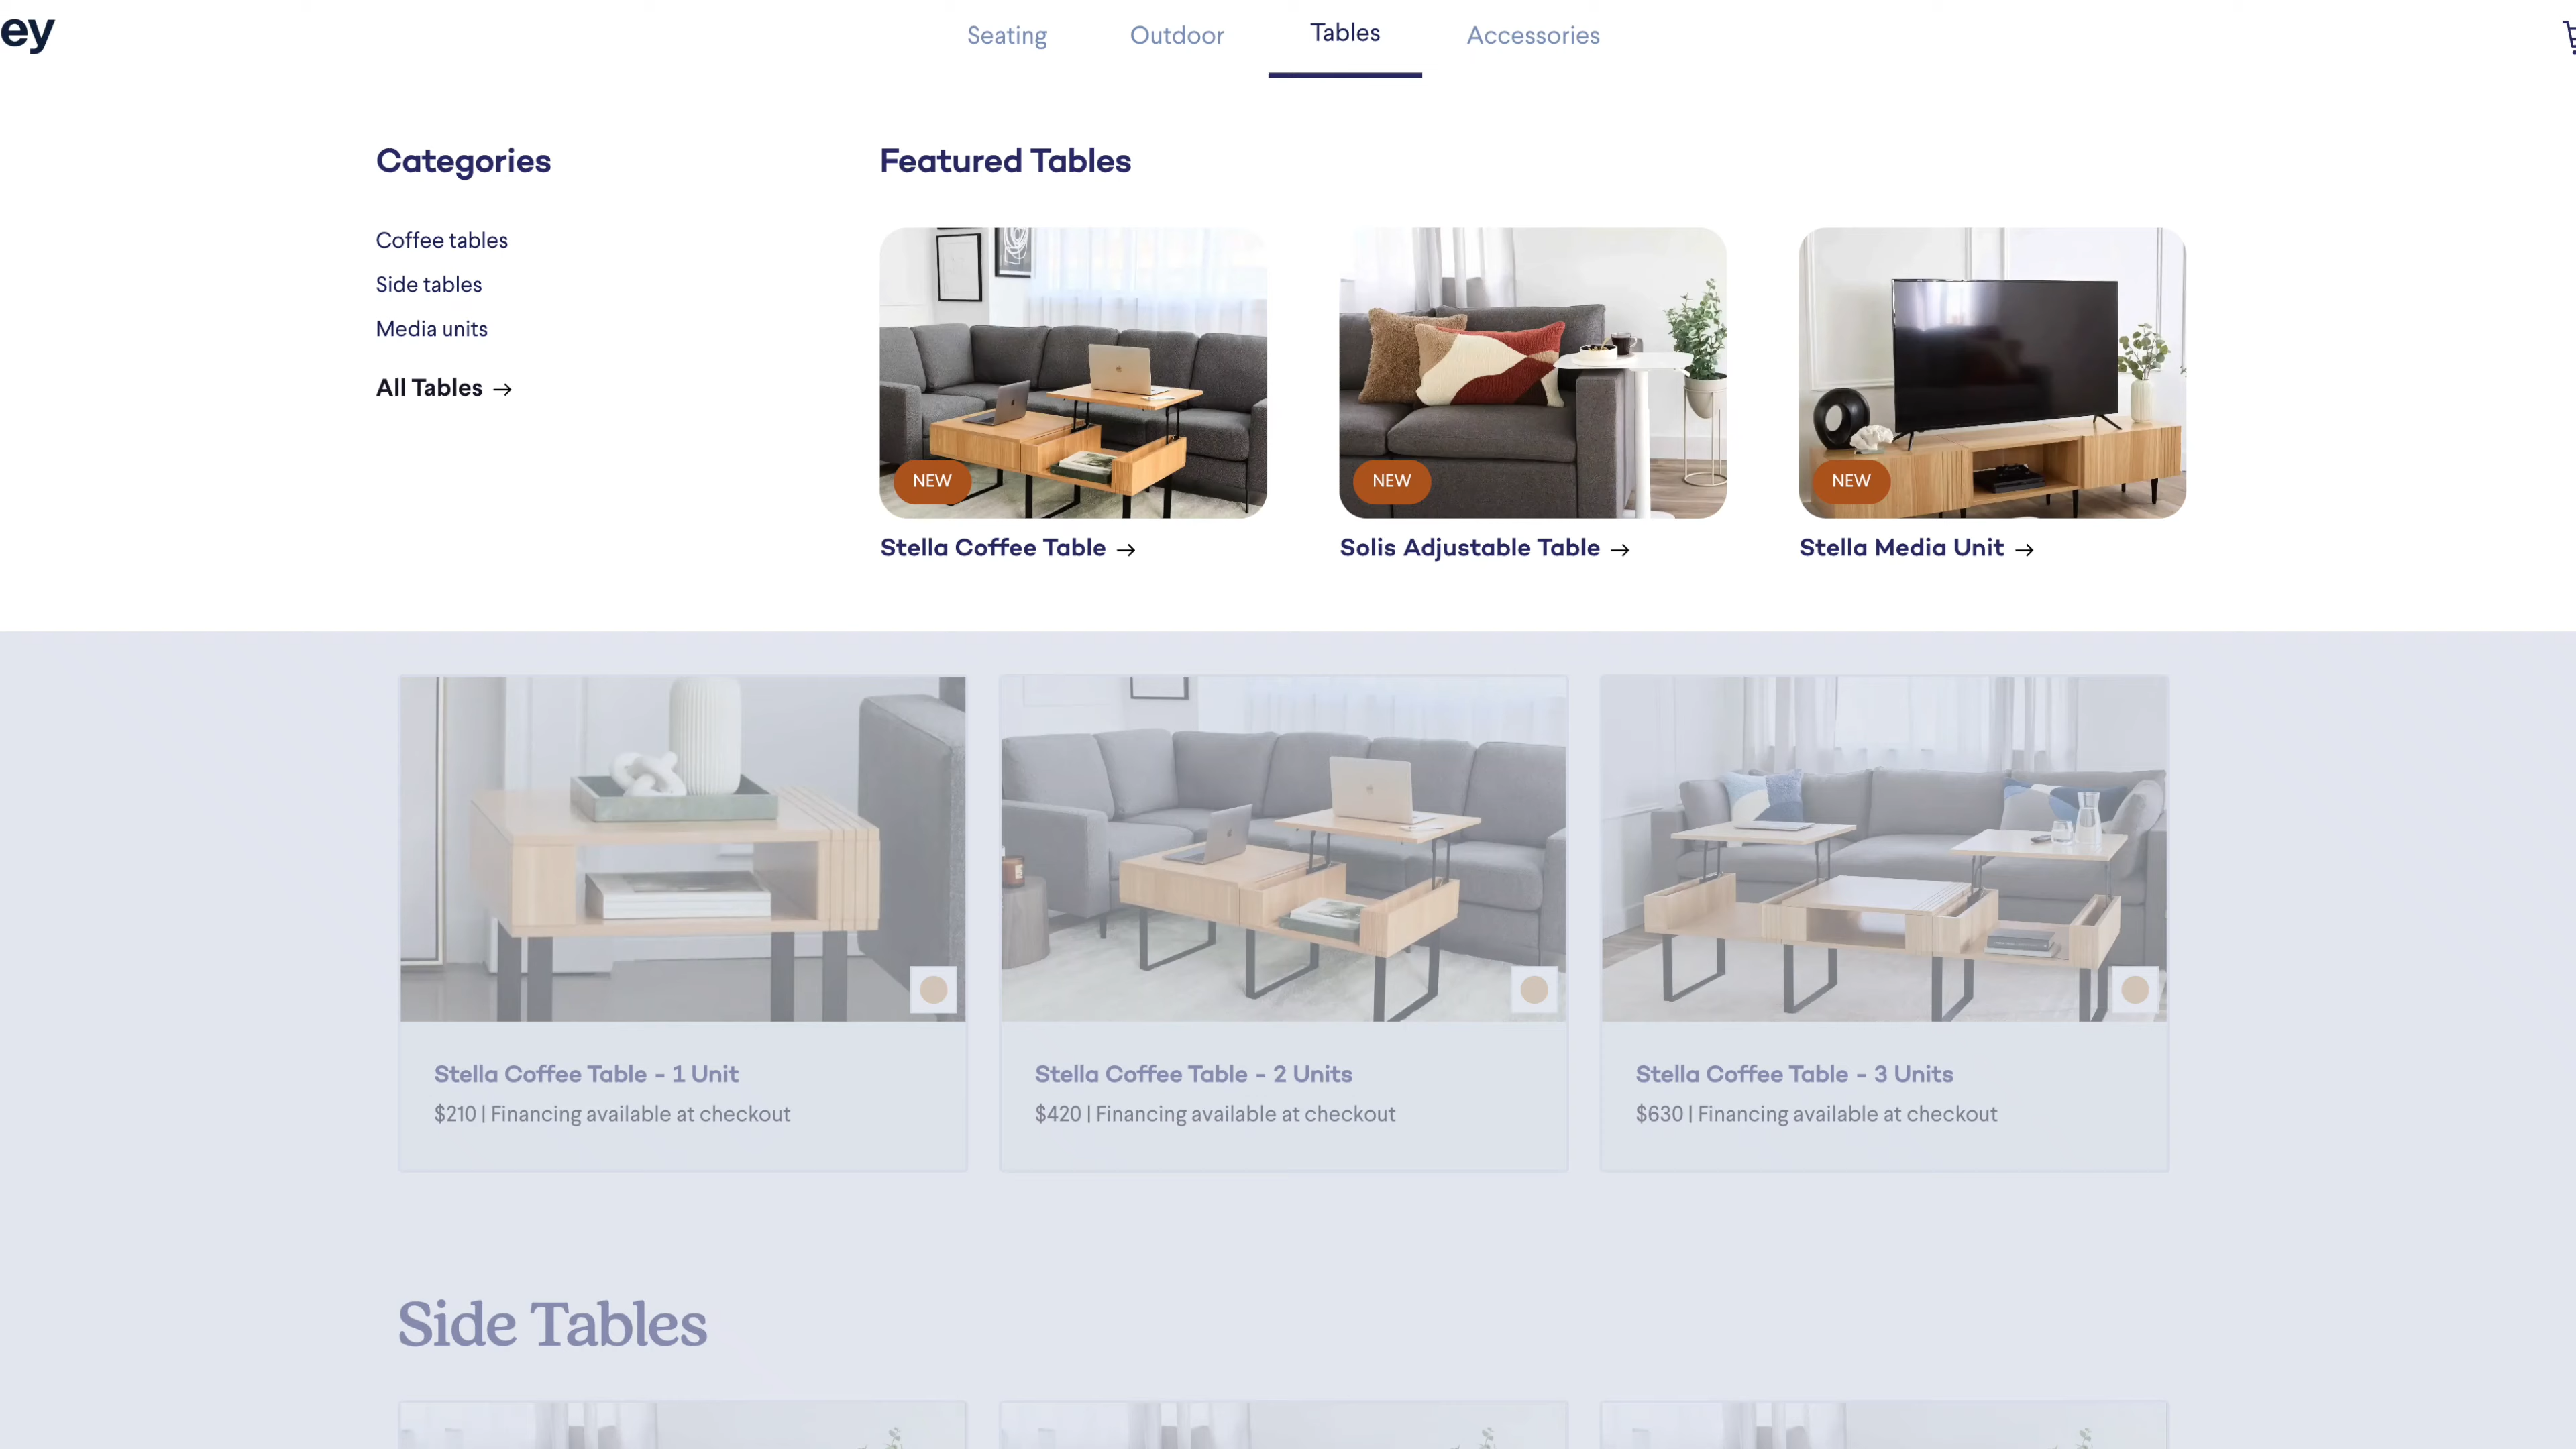 ey
Seating
Outdoor
Tables
Accessories
Categories
Coffee tables
Side tables
Media units
All Tables →
Featured Tables
NEW
Stella Coffee Table →
NEW
Solis Adjustable Table →
NEW
Stella Media Unit →
Stella Coffee Table - 1 Unit
$210 | Financing available at checkout
Stella Coffee Table - 2 Units
$420 | Financing available at checkout
Stella Coffee Table - 3 Units
$630 | Financing available at checkout
Side Tables